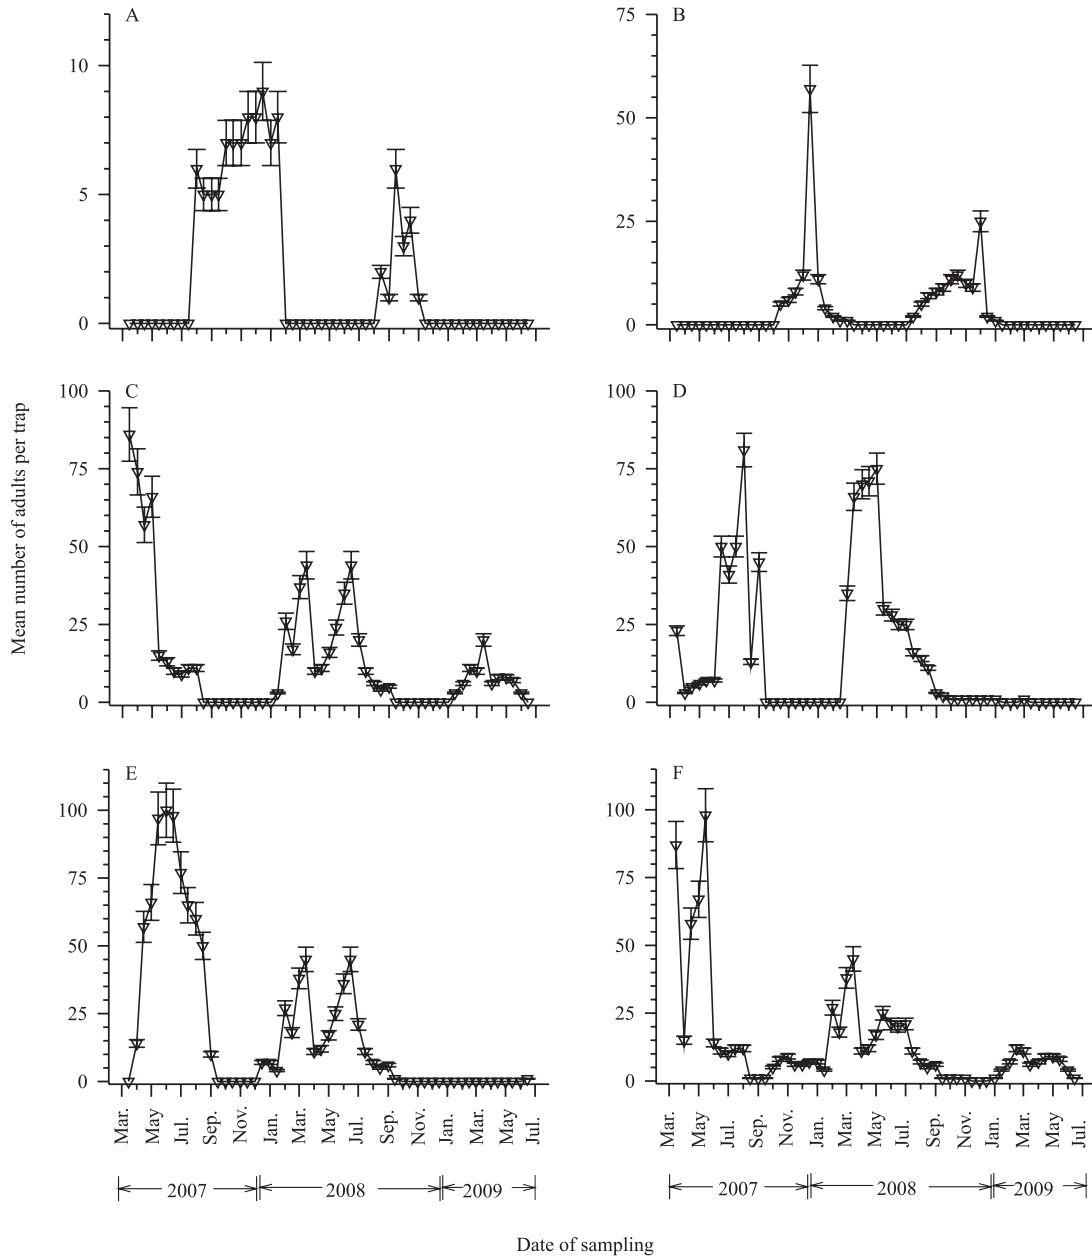 A
10
5
0
B
75
50
25
0
C
100
75
50
25
0
D
100
75
50
25
0
Mean number of adults per trap
E
100
75
50
25
0
F
100
75
50
25
0
Mar. May Jul. Sep. Nov. Jan. Mar. May Jul. Sep. Nov. Jan. Mar. May Jul.
Mar. May Jul. Sep. Nov. Jan. Mar. May Jul. Sep. Nov. Jan. Mar. May Jul.
2007 2008 2009
2007 2008 2009
Date of sampling